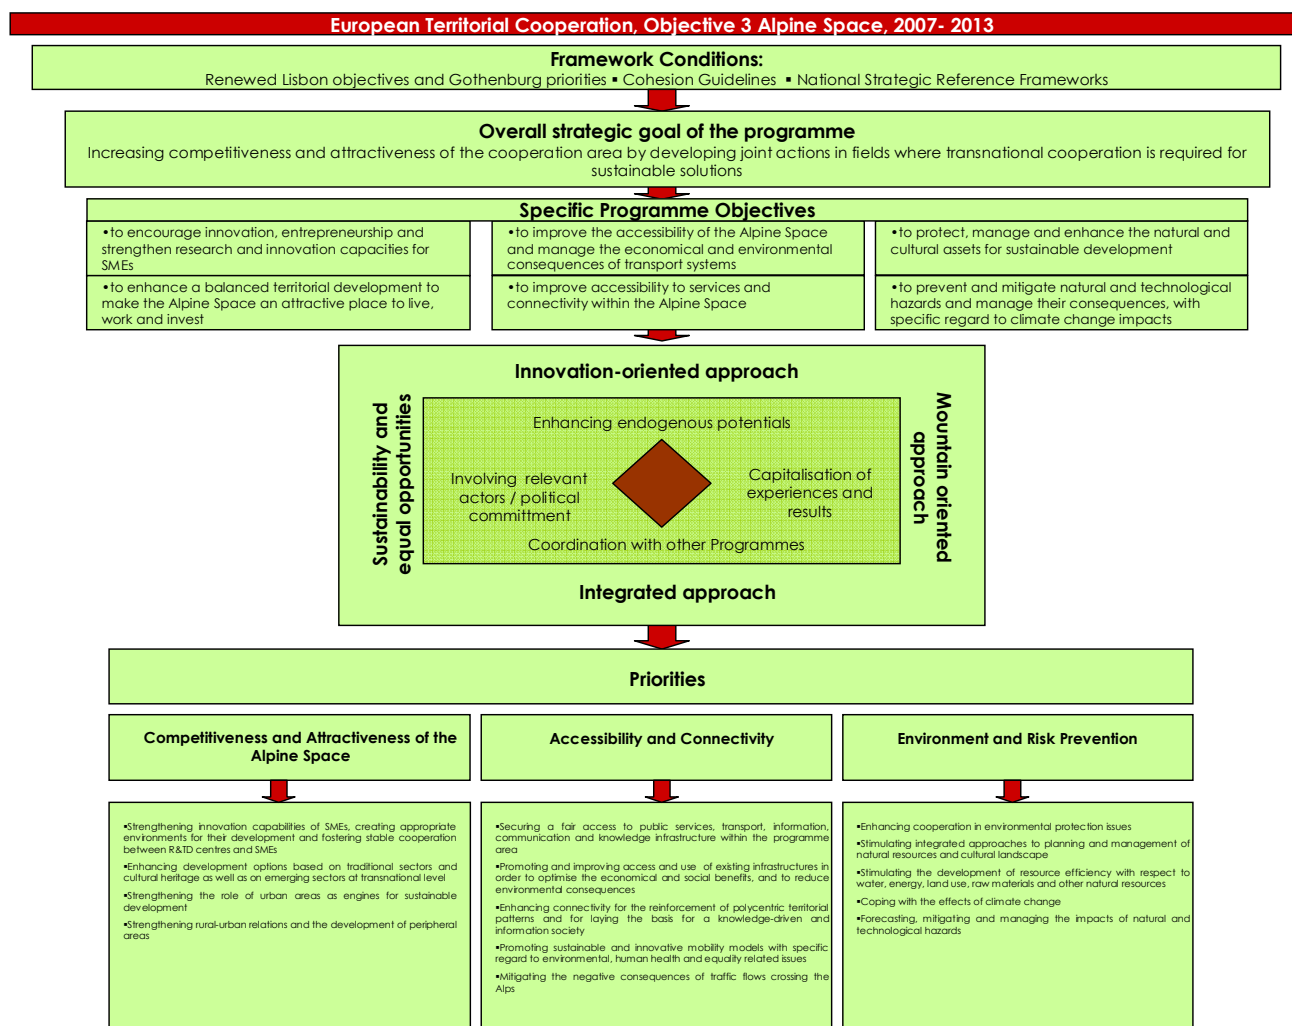 European Territorial Cooperation, Objective 3 Alpine Space, 2007- 2013
Framework Conditions:
Renewed Lisbon objectives and Gothenburg priorities ▪ Cohesion Guidelines ▪ National Strategic Reference Frameworks
Overall strategic goal of the programme
Increasing competitiveness and attractiveness of the cooperation area by developing joint actions in fields where transnational cooperation is required for
sustainable solutions
Specific Programme Objectives
•to encourage innovation, entrepreneurship and
strengthen research and innovation capacities for
SMEs
•to improve the accessibility of the Alpine Space
and manage the economical and environmental
consequences of transport systems
•to protect, manage and enhance the natural and
cultural assets for sustainable development
•to enhance a balanced territorial development to
make the Alpine Space an attractive place to live,
work and invest
•to improve accessibility to services and
connectivity within the Alpine Space
•to prevent and mitigate natural and technological
hazards and manage their consequences, with
specific regard to climate change impacts
Innovation-oriented approach
Sustainability and
equal opportunities
Enhancing endogenous potentials
Involving relevant
actors / political
committment
Capitalisation of
experiences and
results
Coordination with other Programmes
Mountain oriented
approach
Integrated approach
Priorities
Competitiveness and Attractiveness of the
Alpine Space
Accessibility and Connectivity
Environment and Risk Prevention
▪Strengthening innovation capabilities of SMEs, creating appropriate
environments for their development and fostering stable cooperation
between R&TD centres and SMEs
▪Enhancing development options based on traditional sectors and
cultural heritage as well as on emerging sectors at transnational level
▪Strengthening the role of urban areas as engines for sustainable
development
▪Strengthening rural-urban relations and the development of peripheral
areas
▪Securing a fair access to public services, transport, information,
communication and knowledge infrastructure within the programme
area
▪Promoting and improving access and use of existing infrastructures in
order to optimise the economical and social benefits, and to reduce
environmental consequences
▪Enhancing connectivity for the reinforcement of polycentric territorial
patterns and for laying the basis for a knowledge-driven and
information society
▪Promoting sustainable and innovative mobility models with specific
regard to environmental, human health and equality related issues
▪Mitigating the negative consequences of traffic flows crossing the
Alps
▪Enhancing cooperation in environmental protection issues
▪Stimulating integrated approaches to planning and management of
natural resources and cultural landscape
▪Stimulating the development of resource efficiency with respect to
water, energy, land use, raw materials and other natural resources
▪Coping with the effects of climate change
▪Forecasting, mitigating and managing the impacts of natural and
technological hazards